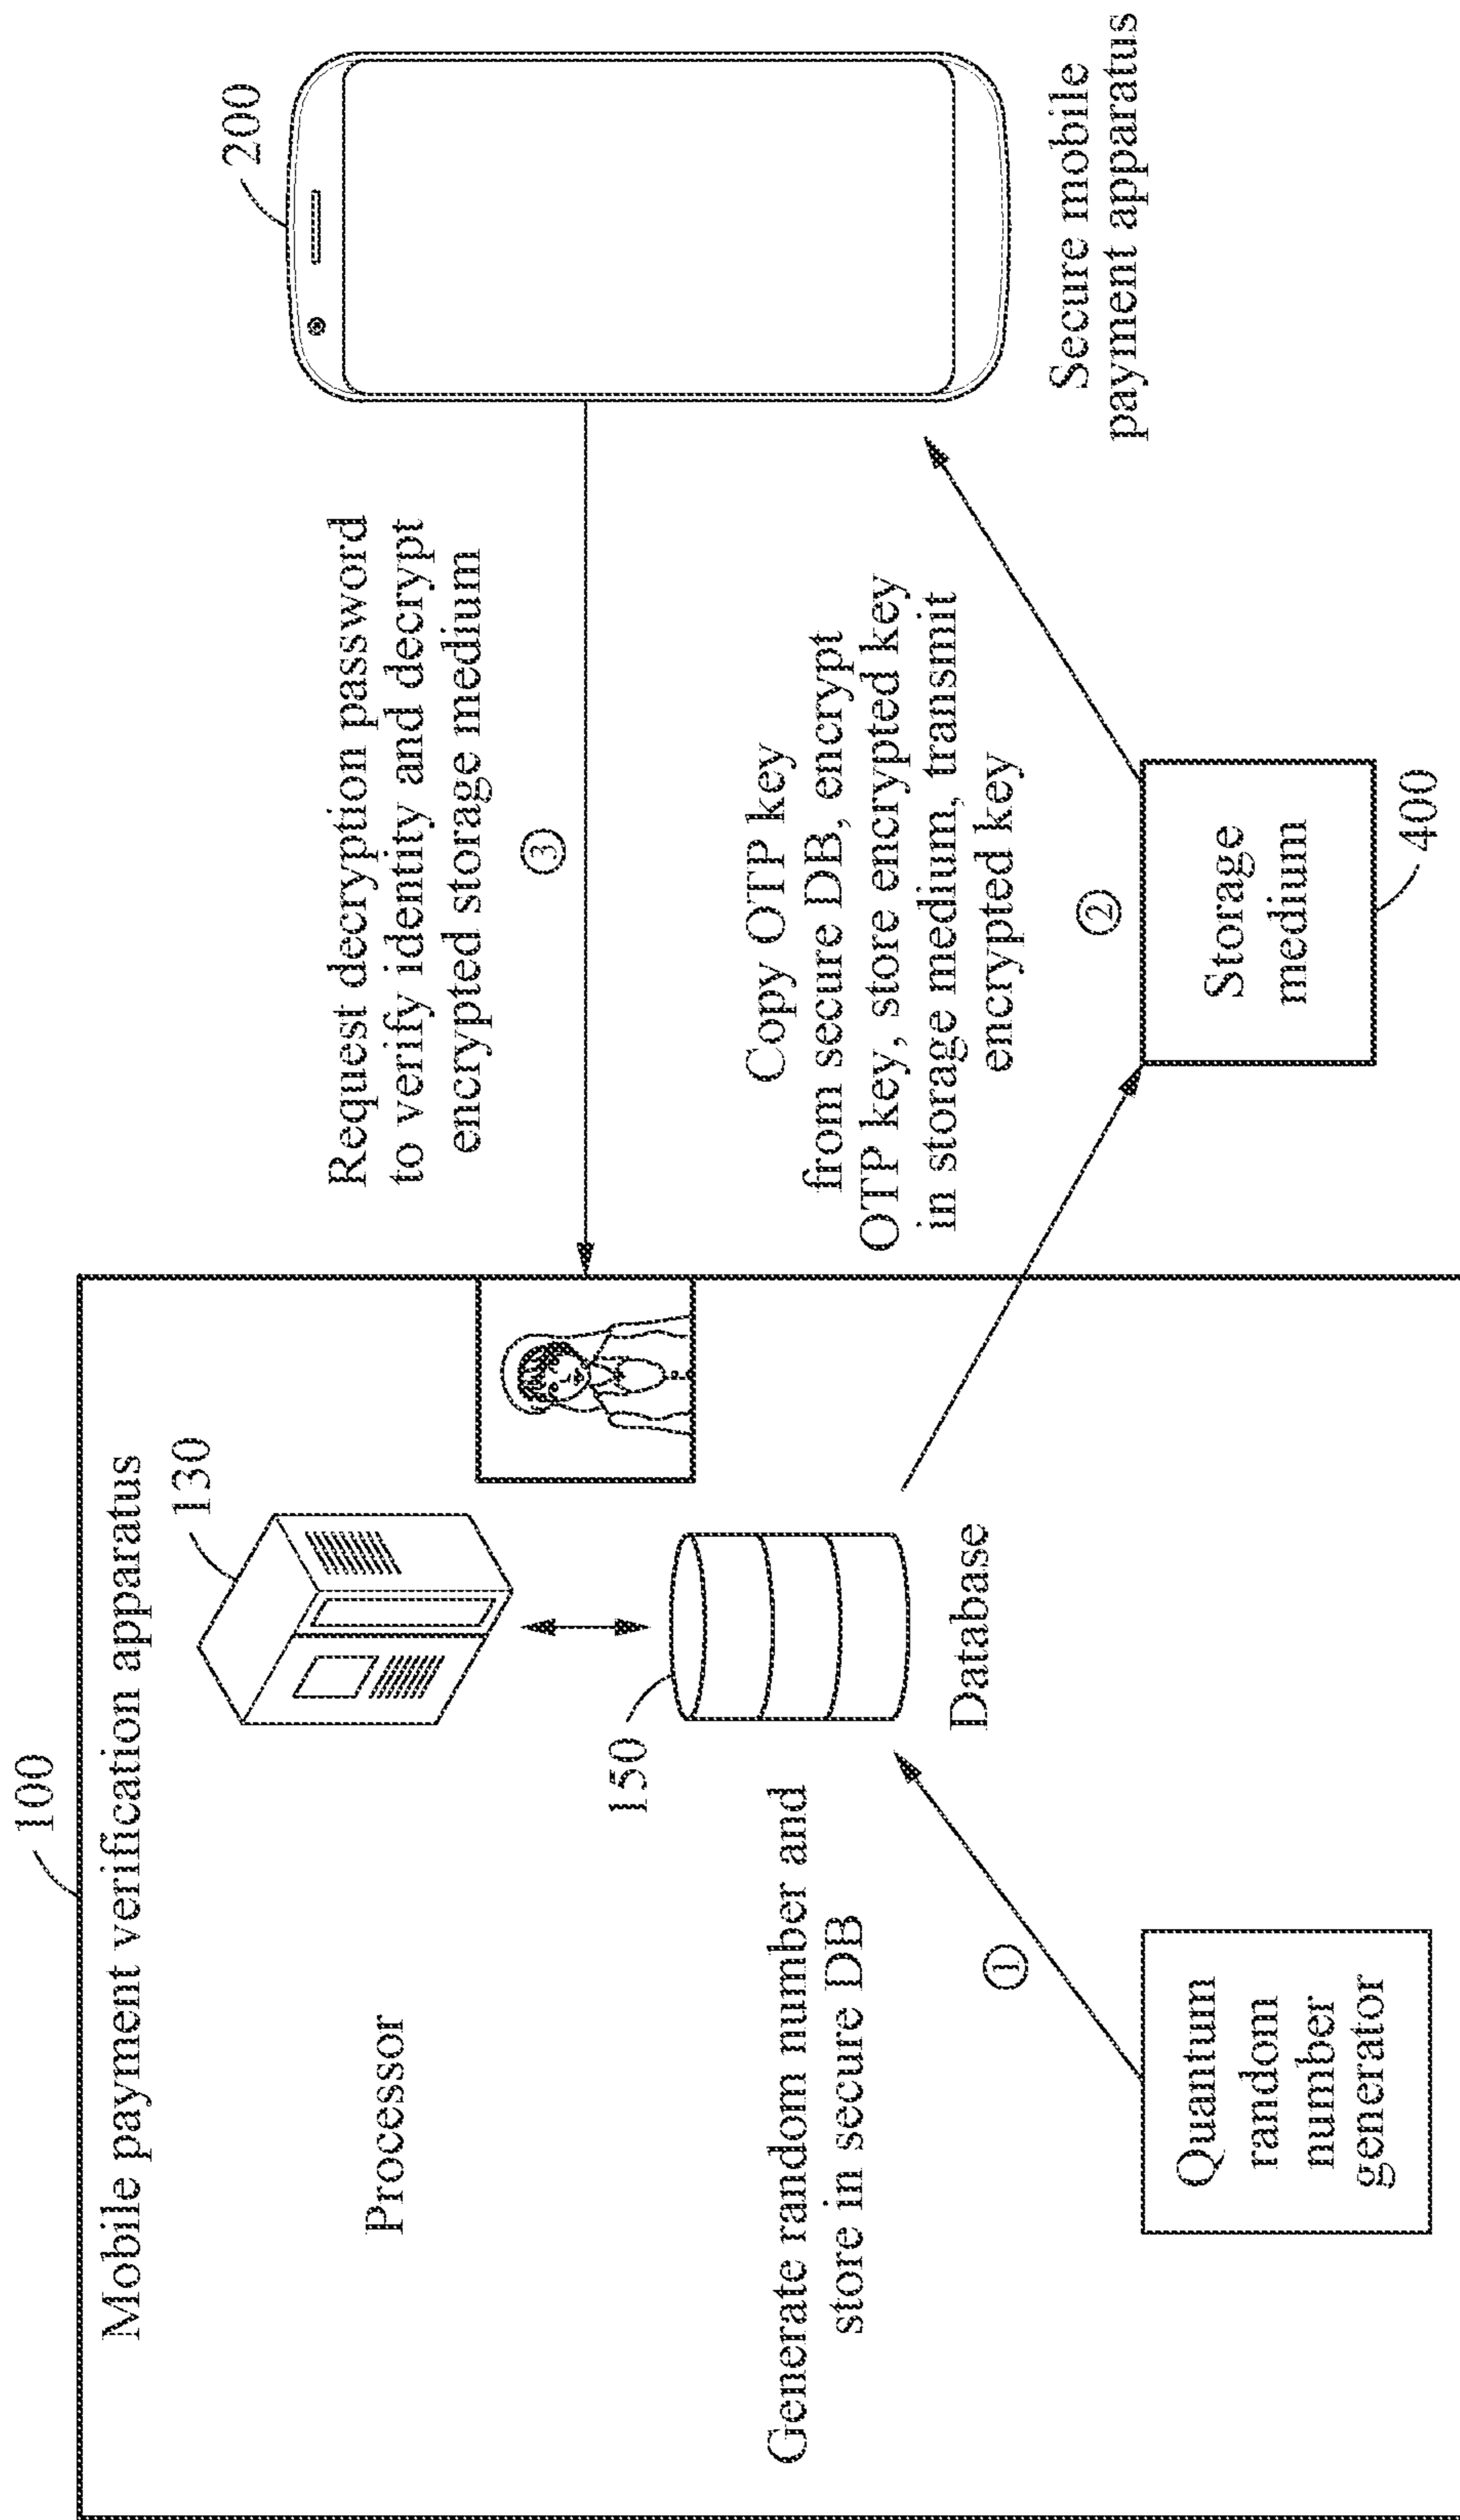 100
Mobile payment verification apparatus
130
Processor
150
Generate random number and
store in secure DB
Database
①
Quantum
random
number
generator
Request decryption password
to verify identity and decrypt
encrypted storage medium
③
Copy OTP key
from secure DB, encrypt
OTP key, store encrypted key
in storage medium, transmit
encrypted key
②
Storage
medium
400
200
Secure mobile
payment apparatus